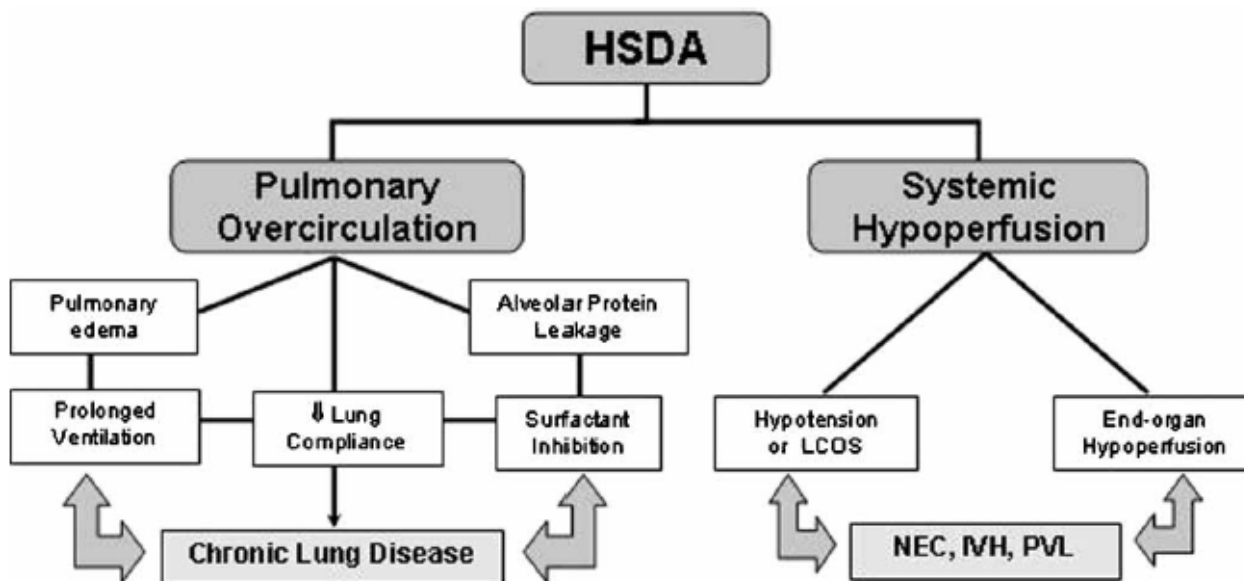 HSDA
Pulmonary
Overcirculation
Systemic
Hypoperfusion
Pulmonary
edema
Alveolar Protein
Leakage
Prolonged
Ventilation
⇓ Lung
Compliance
Surfactant
Inhibition
Hypotension
or LCOS
End-organ
Hypoperfusion
Chronic Lung Disease
NEC, IVH, PVL